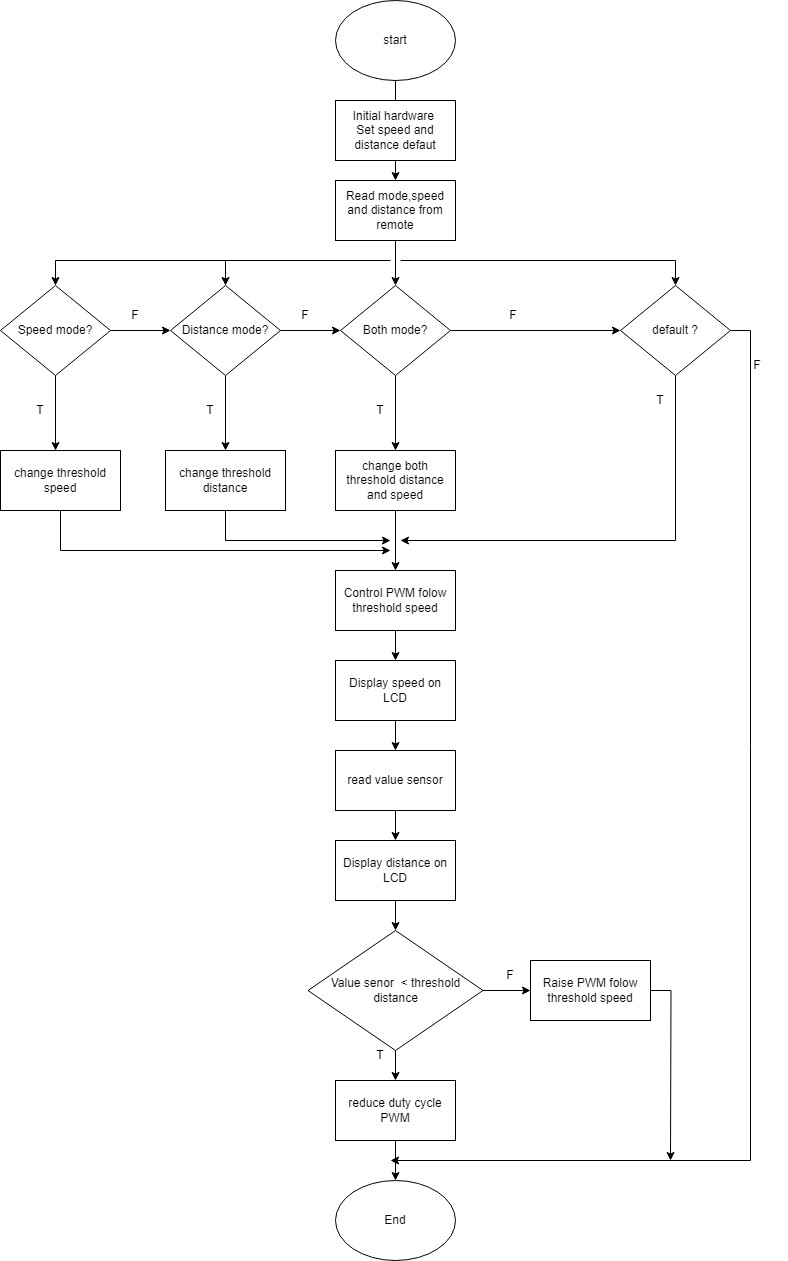 start
Initial hardware
Set speed and
distance defaut
Read mode,speed
and distance from
remote
Speed mode?
F
Distance mode?
F
Both mode?
F
default ?
F
T
T
T
T
change threshold
speed
change threshold
distance
change both
threshold distance
and speed
Control PWM folow
threshold speed
Display speed on
LCD
read value sensor
Display distance on
LCD
Value senor < threshold
distance
F
Raise PWM folow
threshold speed
T
reduce duty cycle
PWM
End